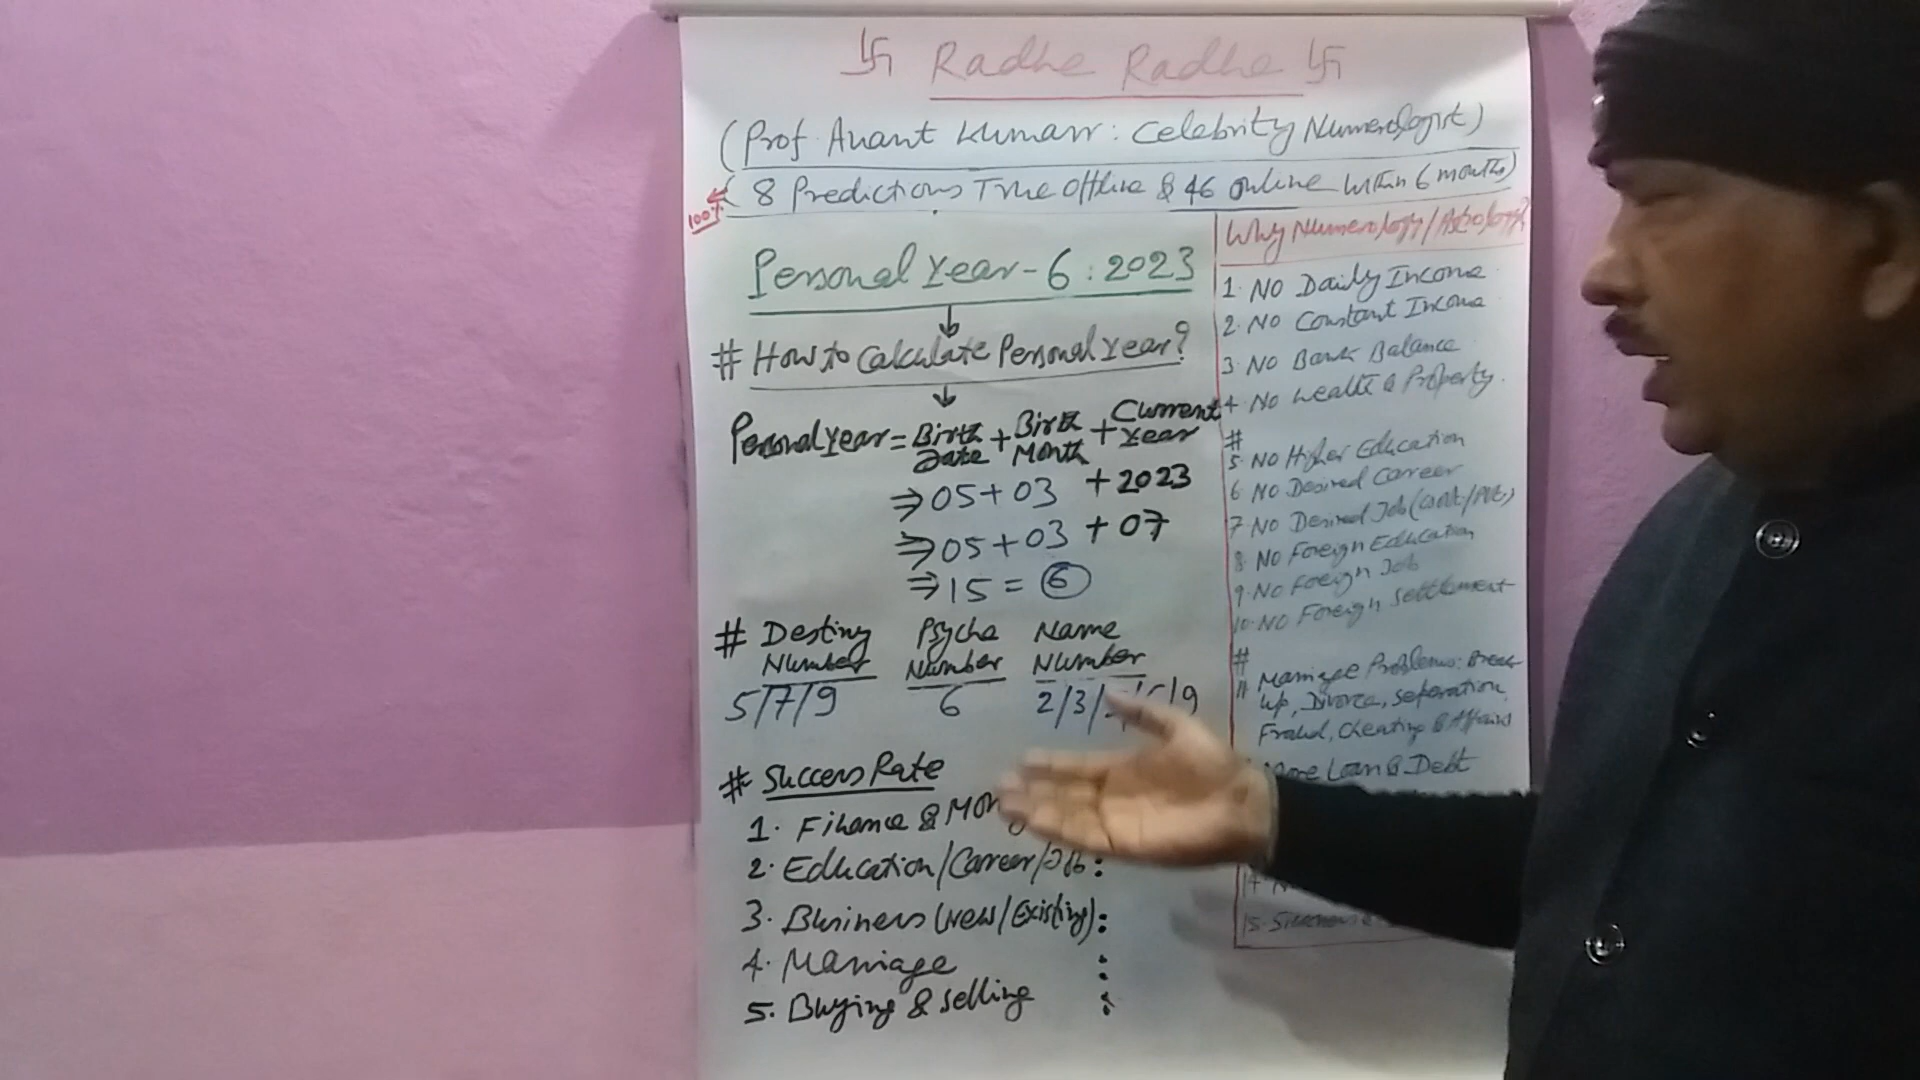 卐 Radhe Radhe 卐
(Prof. Anant Kumarr: Celebrity Numerologist)
100% ( 8 Predictions True Offline & 46 online within 6 months)
Personal Year - 6 : 2023
# How to Calculate Personal Year?
Personal Year = Birth Date + Birth Month + Current Year
⇒ 05 + 03 + 2023
⇒ 05 + 03 + 07
⇒ 15 = 6
# Destiny Number Psyche Number Name Number
5/7/9 6 2/3/ /9
# Success Rate
1. Finance &
2. Education/Career/Job :
3. Business (New/Existing) :
4. Marriage :
5. Buying & Selling :
Why Numerology/Astrology?
1. No Daily Income
2. No Constant Income
3. No Bank Balance
4. No Wealth & Property.
#
5. No Higher Education
6. No Desired Career
7. No Desired Job (Govt./Pvt.)
8. No Foreign Education
9. No Foreign Job
10. No Foreign Settlement
#
11. Marriage Problems: Break
up, Divorce, Separation,
Fraud, Cheating & Affairs
Loan & Debt
14.
15.